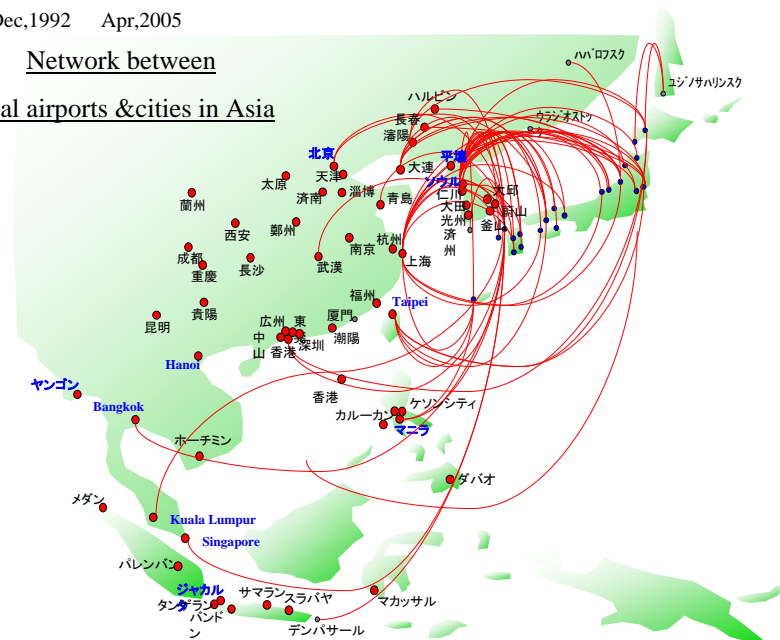 Dec,1992 Apr,2005
Network between
al airports &cities in Asia
ハバロフスク
ユジノサハリンスク
ハルビン
長春
瀋陽
ウラジオストッ
ク
北京
天津
大連
平壌
ソウル
太原
蘭州
済南
淄博
青島
仁川
大邱
大田
蔚山
光州
釜山
済
州
西安
鄭州
南京
杭州
上海
成都
重慶
長沙
武漢
福州
Taipei
昆明
貴陽
広州
東
中
山
香港
深圳
厦門
潮陽
Hanoi
ヤンゴン
Bangkok
香港
ケソンシティ
カルーカン
マニラ
ホーチミン
ダバオ
メダン
Kuala Lumpur
Singapore
パレンバン
ジャカル
タ
タンゲラン
バンド
ン
サマラン
スラバヤ
マカッサル
デンパサール